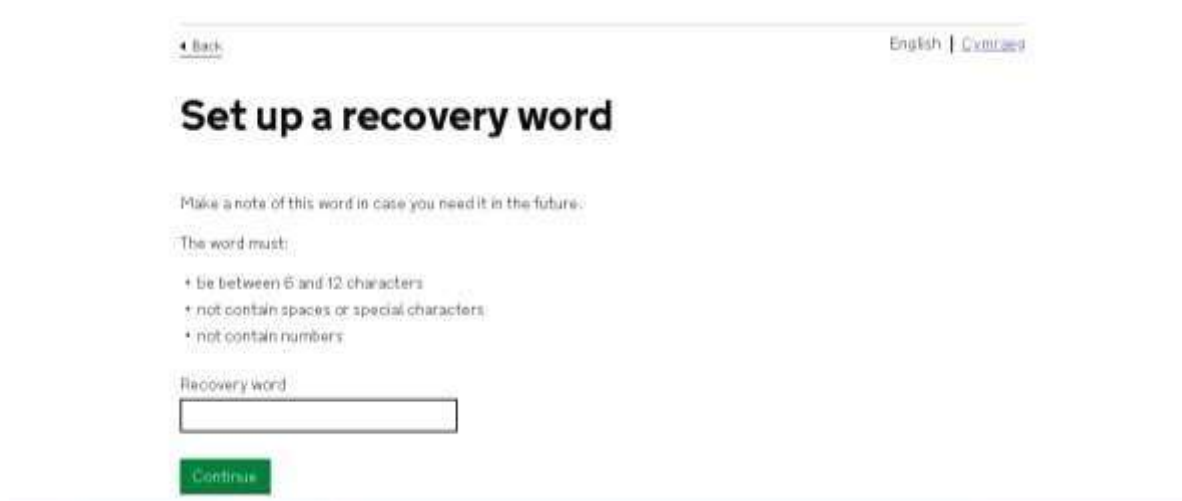 Back
English | Cymraeg
Set up a recovery word
Make a note of this word in case you need it in the future.
The word must:
• be between 6 and 12 characters
• not contain spaces or special characters
• not contain numbers
Recovery word
Continue